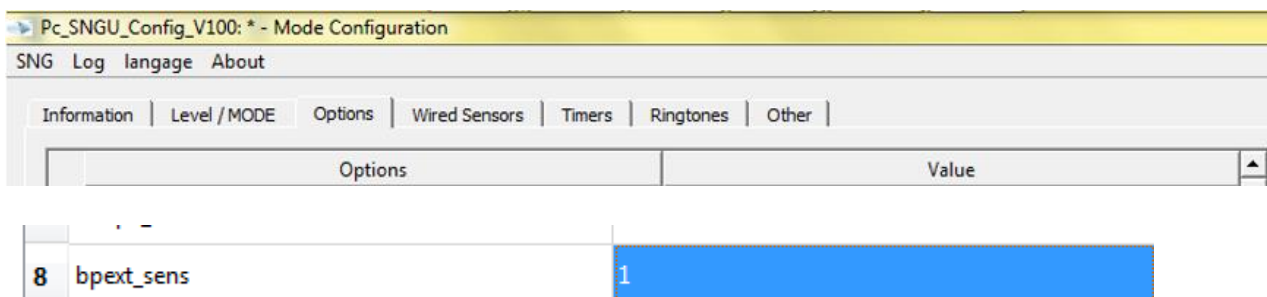 Pc_SNGU_Config_V100: * - Mode Configuration
SNG Log langage About
Information Level / MODE Options Wired Sensors Timers Ringtones Other
Options Value
8 bpext_sens 1